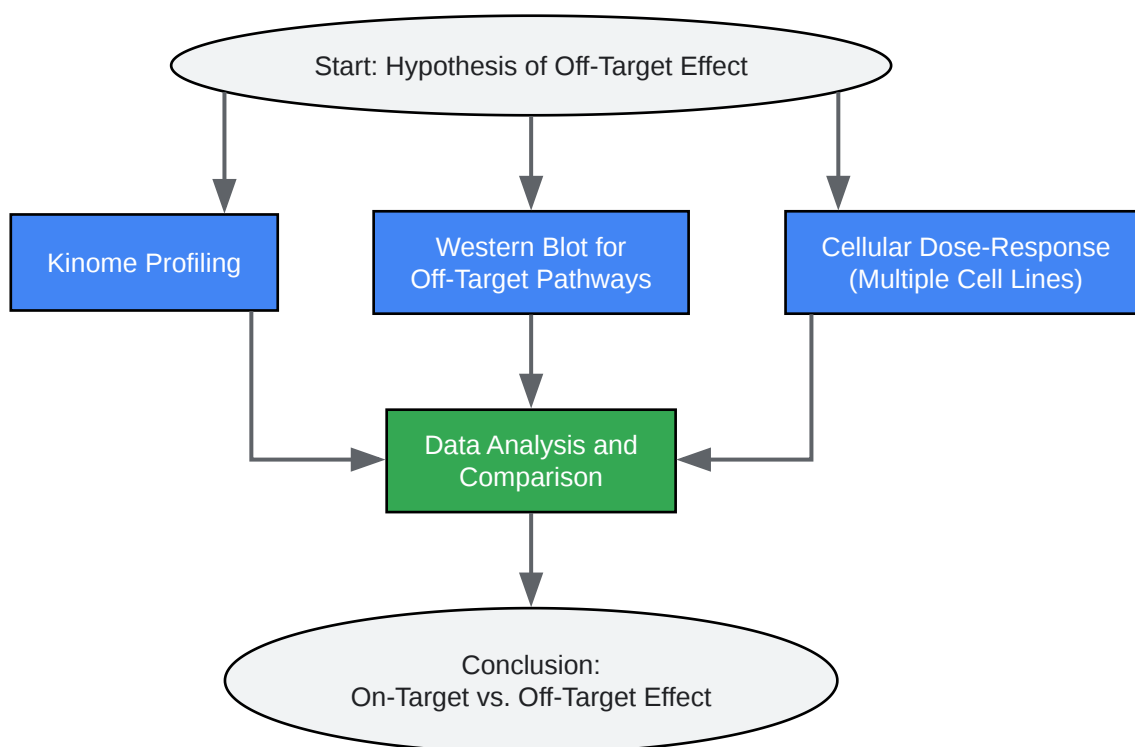 Start: Hypothesis of Off-Target Effect
Kinome Profiling
Western Blot for
Off-Target Pathways
Cellular Dose-Response
(Multiple Cell Lines)
Data Analysis and
Comparison
Conclusion:
On-Target vs. Off-Target Effect